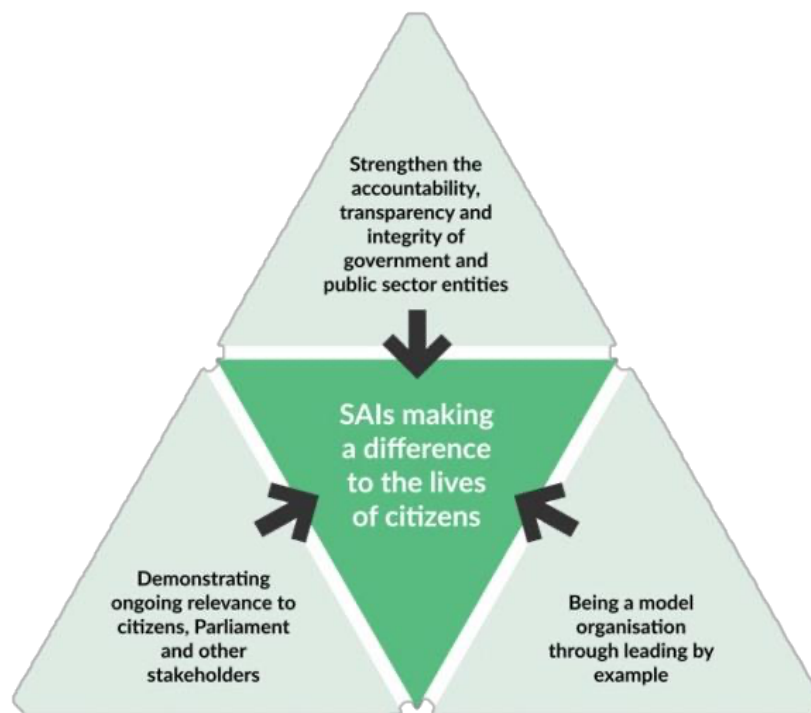 Strengthen the
accountability,
transparency and
integrity of
government and
public sector entities
SAIs making
a difference
to the lives
of citizens
Demonstrating
ongoing relevance to
citizens, Parliament
and other
stakeholders
Being a model
organisation
through leading by
example